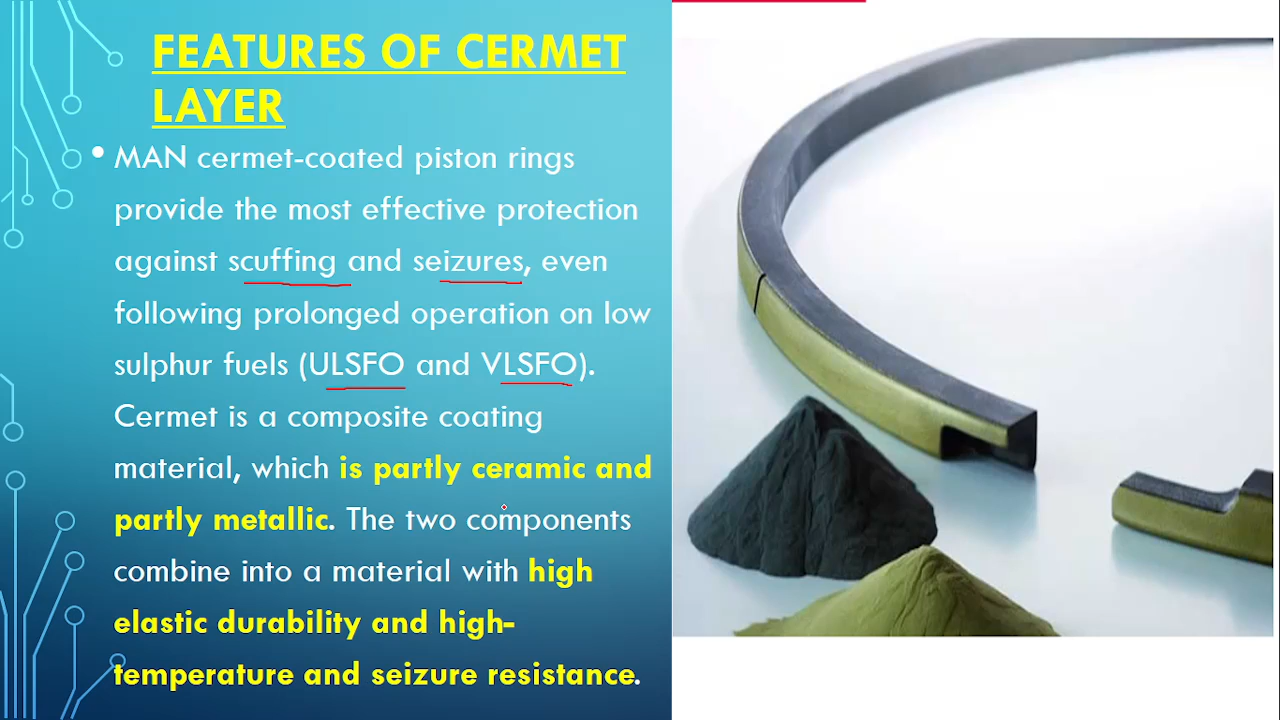 FEATURES OF CERMET
LAYER
• MAN cermet-coated piston rings
provide the most effective protection
against scuffing and seizures, even
following prolonged operation on low
sulphur fuels (ULSFO and VLSFO).
Cermet is a composite coating
material, which is partly ceramic and
partly metallic. The two components
combine into a material with high
elastic durability and high-
temperature and seizure resistance.